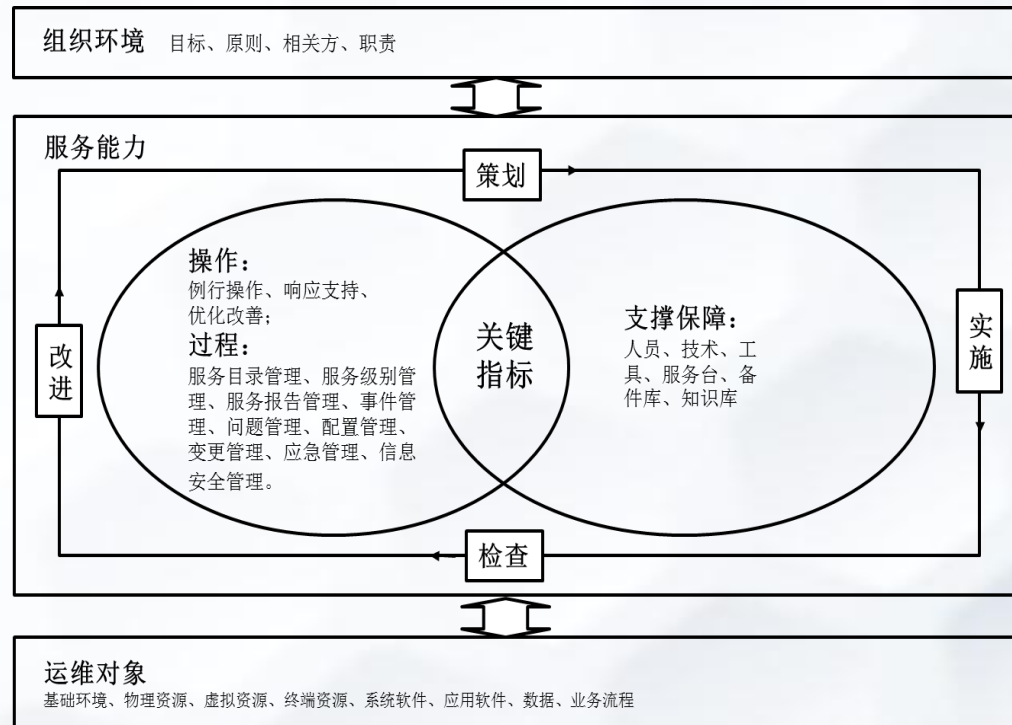 组织环境 目标、原则、相关方、职责
服务能力
策划
操作：
例行操作、响应支持、
优化改善；
过程：
服务目录管理、服务级别管
理、服务报告管理、事件管
理、问题管理、配置管理、
变更管理、应急管理、信息
安全管理。
关键
指标
支撑保障：
人员、技术、工
具、服务台、备
件库、知识库
改
进
实
施
检查
运维对象
基础环境、物理资源、虚拟资源、终端资源、系统软件、应用软件、数据、业务流程